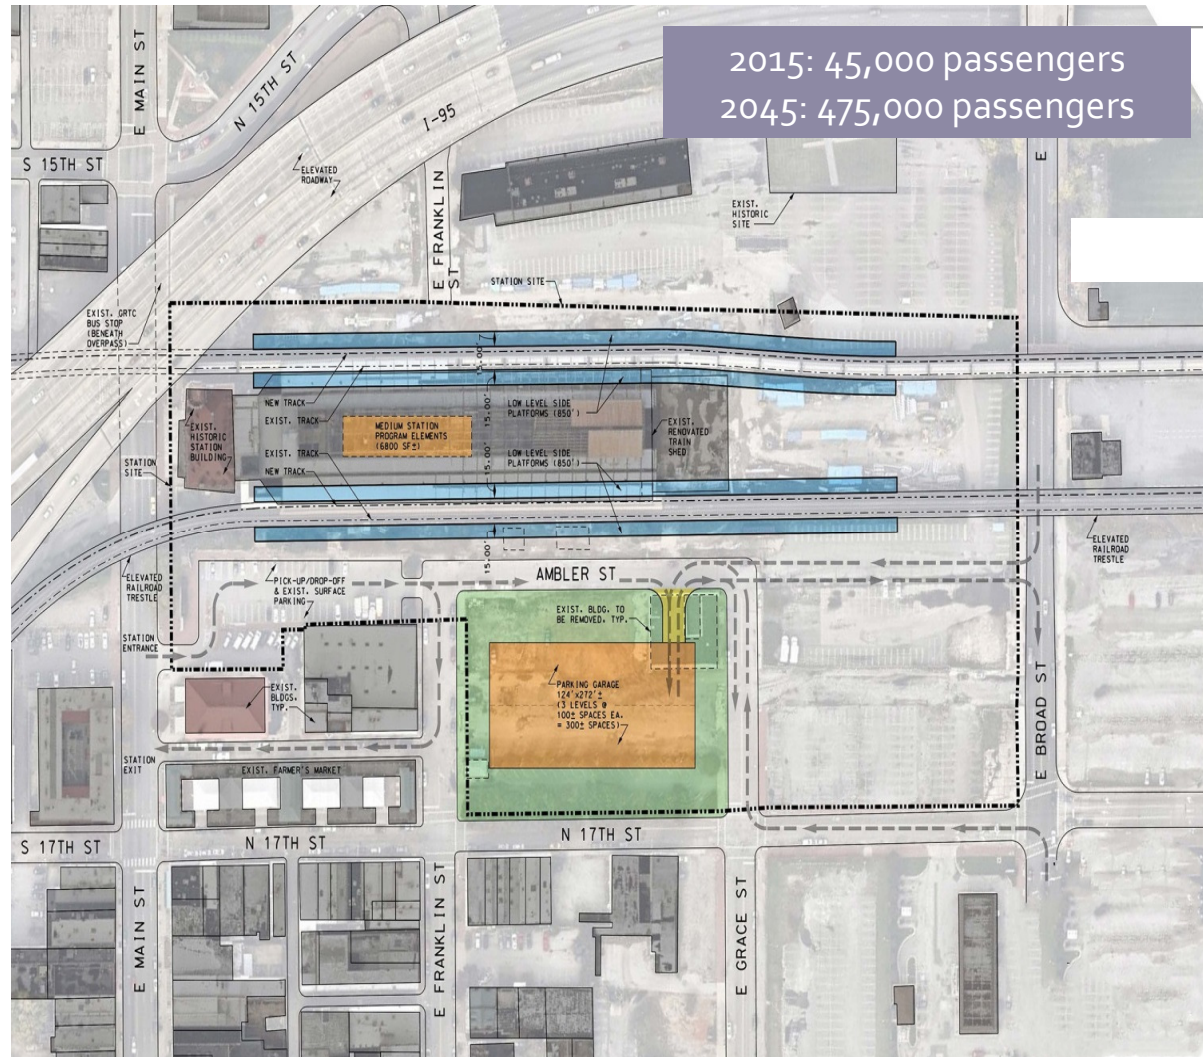 2015: 45,000 passengers
2045: 475,000 passengers
E MAIN ST
N 15TH ST
I-95
S 15TH ST
ELEVATED
ROADWAY
E FRANKLIN
ST
EXIST.
HISTORIC
SITE
E
STATION SITE
EXIST. GRTC
BUS STOP
(BENEATH
OVERPASS)
15.00'
NEW TRACK
EXIST. TRACK
15.00'
LOW LEVEL SIDE
PLATFORMS (850')
EXIST.
HISTORIC
STATION
BUILDING
MEDIUM STATION
PROGRAM ELEMENTS
(6800 SF±)
EXIST.
RENOVATED
TRAIN
SHED
STATION
SITE
EXIST. TRACK
NEW TRACK
15.00'
LOW LEVEL SIDE
PLATFORMS (850')
15.00'
ELEVATED
RAILROAD
TRESTLE
ELEVATED
RAILROAD
TRESTLE
PICK-UP/DROP-OFF
& EXIST. SURFACE
PARKING
AMBLER ST
EXIST. BLDG. TO
BE REMOVED, TYP.
STATION
ENTRANCE
EXIST.
BLDGS.
TYP.
PARKING GARAGE
124'x272'±
(3 LEVELS @
100± SPACES EA.
= 300± SPACES)
E BROAD ST
STATION
EXIT
EXIST. FARMER'S MARKET
S 17TH ST
N 17TH ST
N 17TH ST
E MAIN ST
E FRANKLIN ST
E GRACE ST